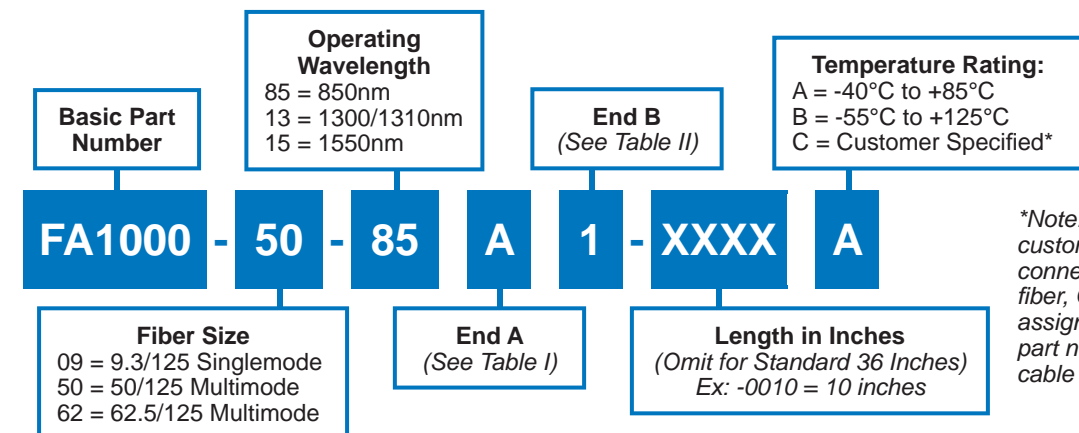 Operating
Wavelength
85 = 850nm
13 = 1300/1310nm
15 = 1550nm
Temperature Rating:
A = -40°C to +85°C
B = -55°C to +125°C
C = Customer Specified*
Basic Part
Number
End B
(See Table II)
FA1000 - 50 - 85 A 1 - XXXX A
Fiber Size
09 = 9.3/125 Singlemode
50 = 50/125 Multimode
62 = 62.5/125 Multimode
End A
(See Table I)
Length in Inches
(Omit for Standard 36 Inches)
Ex: -0010 = 10 inches
*Note
custom
conne
fiber,
assign
part n
cable